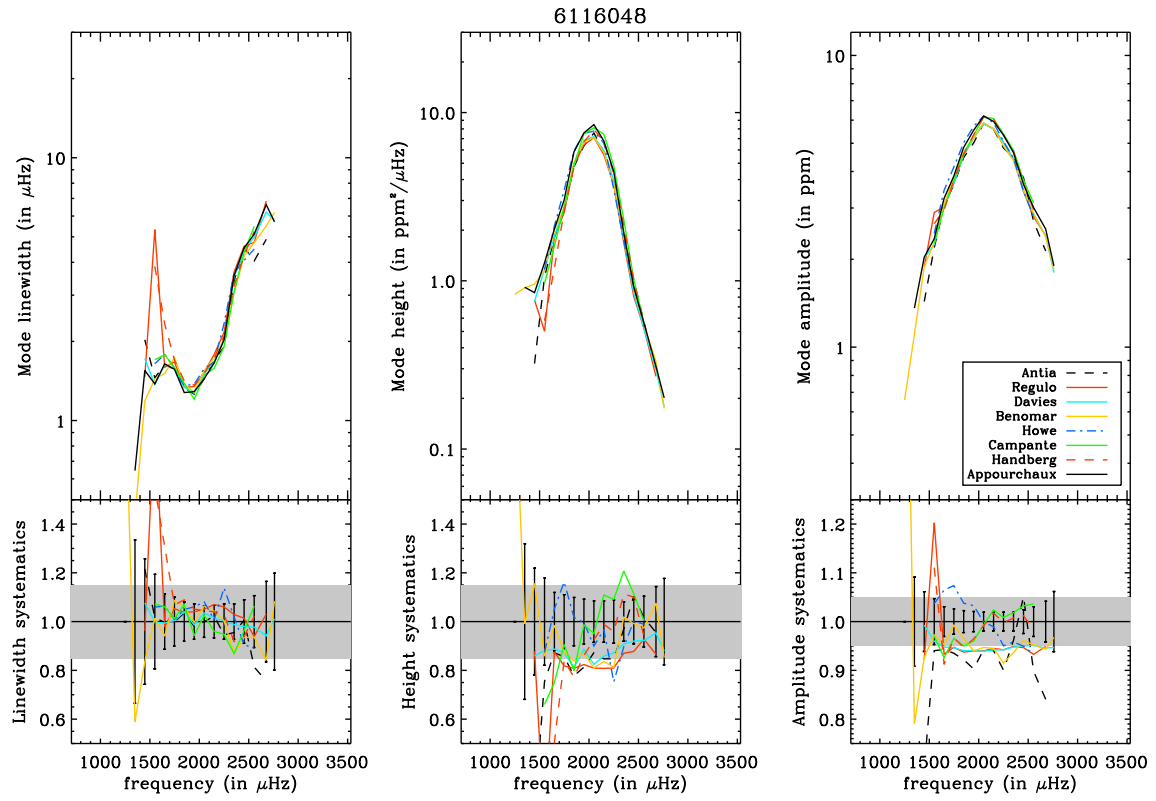 6116048
Mode linewidth (in μHz)
10
1
Mode height (in ppm²/μHz)
10.0
1.0
0.1
Mode amplitude (in ppm)
10
1
Antia
Regulo
Davies
Benomar
Howe
Campante
Handberg
Appourchaux
Linewidth systematics
1.4
1.2
1.0
0.8
0.6
1000 1500 2000 2500 3000 3500
frequency (in μHz)
Height systematics
1.4
1.2
1.0
0.8
0.6
1000 1500 2000 2500 3000 3500
frequency (in μHz)
Amplitude systematics
1.2
1.1
1.0
0.9
0.8
1000 1500 2000 2500 3000 3500
frequency (in μHz)